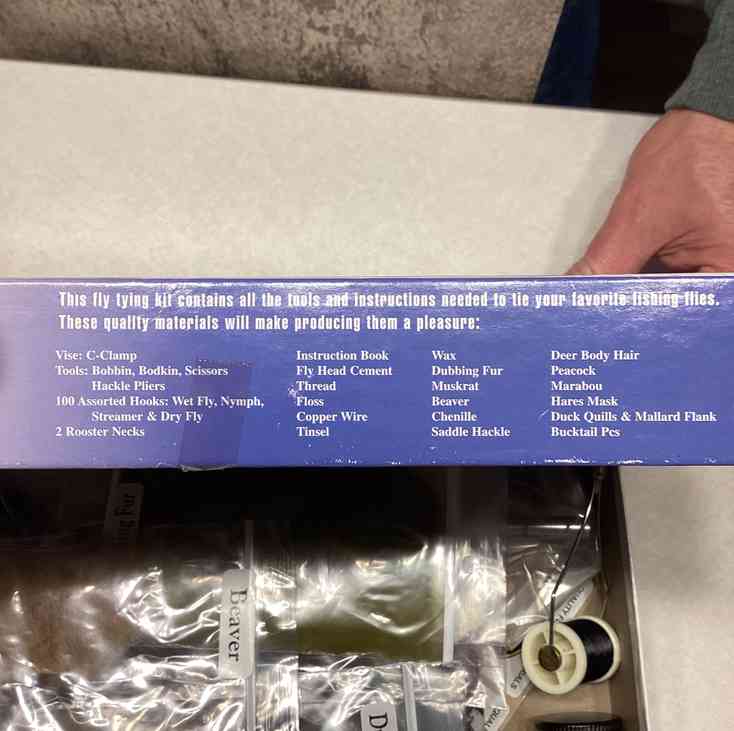 This fly tying kit contains all the tools and instructions needed to tie your favorite fishing flies.
These quality materials will make producing them a pleasure:
Vise: C-Clamp
Tools: Bobbin, Bodkin, Scissors
Hackle Pliers
100 Assorted Hooks: Wet Fly, Nymph,
Streamer & Dry Fly
2 Rooster Necks
Instruction Book
Fly Head Cement
Thread
Floss
Copper Wire
Tinsel
Wax
Dubbing Fur
Muskrat
Beaver
Chenille
Saddle Hackle
Deer Body Hair
Peacock
Marabou
Hares Mask
Duck Quills & Mallard Flank
Bucktail Pcs
Fur
Beaver